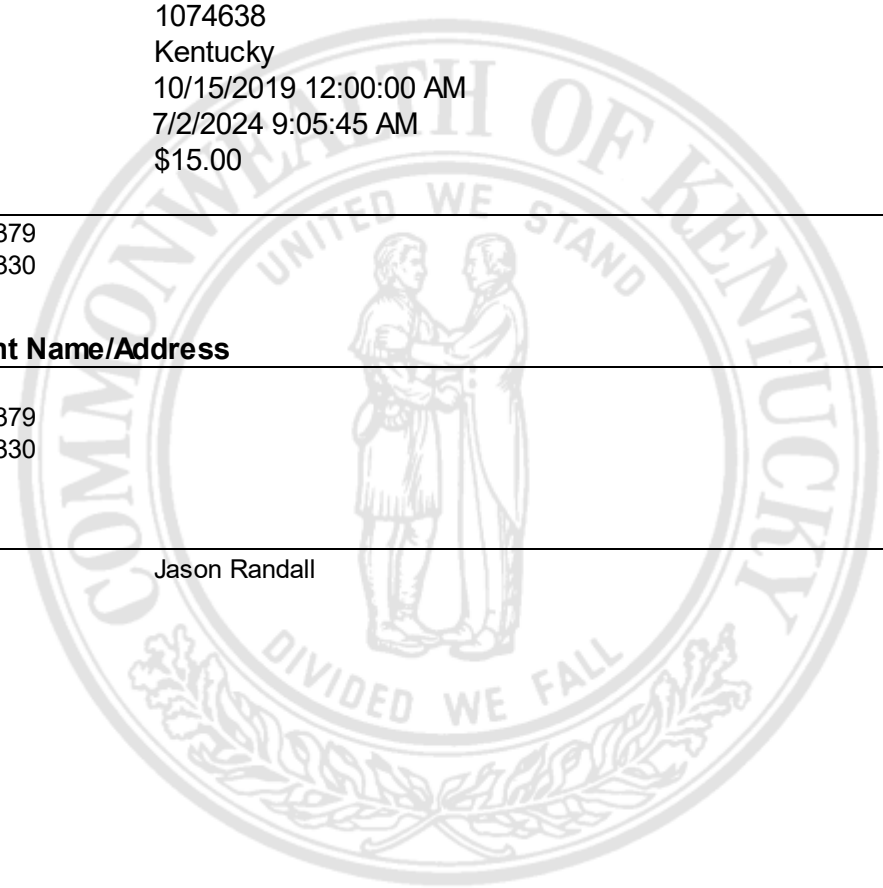 1074638
Kentucky
10/15/2019 12:00:00 AM
7/2/2024 9:05:45 AM
$15.00
COMMONWEALTH OF KENTUCKY
UNITED WE STAND
379
330
nt Name/Address
379
330
Jason Randall
DIVIDED WE FALL